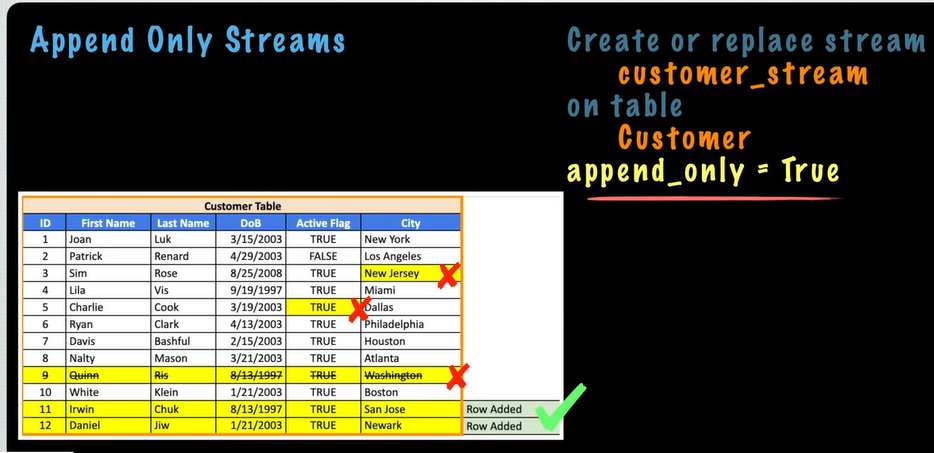 Append Only Streams
Create or replace stream
customer_stream
on table
Customer
append_only = True
Customer Table
ID First Name Last Name DoB Active Flag City
1 Joan Luk 3/15/2003 TRUE New York
2 Patrick Renard 4/29/2003 FALSE Los Angeles
3 Sim Rose 8/25/2008 TRUE New Jersey
4 Lila Vis 9/19/1997 TRUE Miami
5 Charlie Cook 3/19/2003 TRUE Dallas
6 Ryan Clark 4/13/2003 TRUE Philadelphia
7 Davis Bashful 2/15/2003 TRUE Houston
8 Nalty Mason 3/21/2003 TRUE Atlanta
9 Quinn Ris 8/13/1997 TRUE Washington
10 White Klein 1/21/2003 TRUE Boston
11 Irwin Chuk 8/13/1997 TRUE San Jose Row Added
12 Daniel Jiw 1/21/2003 TRUE Newark Row Added